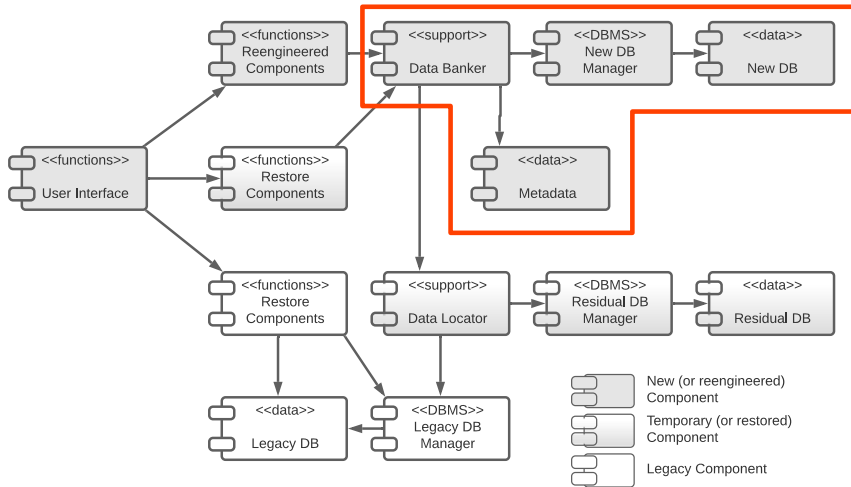 <<functions>>
Reengineered
Components
<<support>>
Data Banker
<<DBMS>>
New DB
Manager
<<data>>
New DB
<<functions>>
User Interface
<<functions>>
Restore
Components
<<data>>
Metadata
<<functions>>
Restore
Components
<<support>>
Data Locator
<<DBMS>>
Residual DB
Manager
<<data>>
Residual DB
<<data>>
Legacy DB
<<DBMS>>
Legacy DB
Manager
New (or reengineered)
Component
Temporary (or restored)
Component
Legacy Component